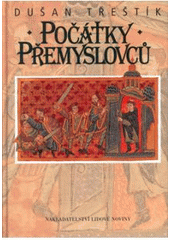 DUŠAN TŘEŠTÍK
POČÁTKY
PŘEMYSLOVCŮ
NAKLADATELSTVÍ LIDOVÉ NOVINY